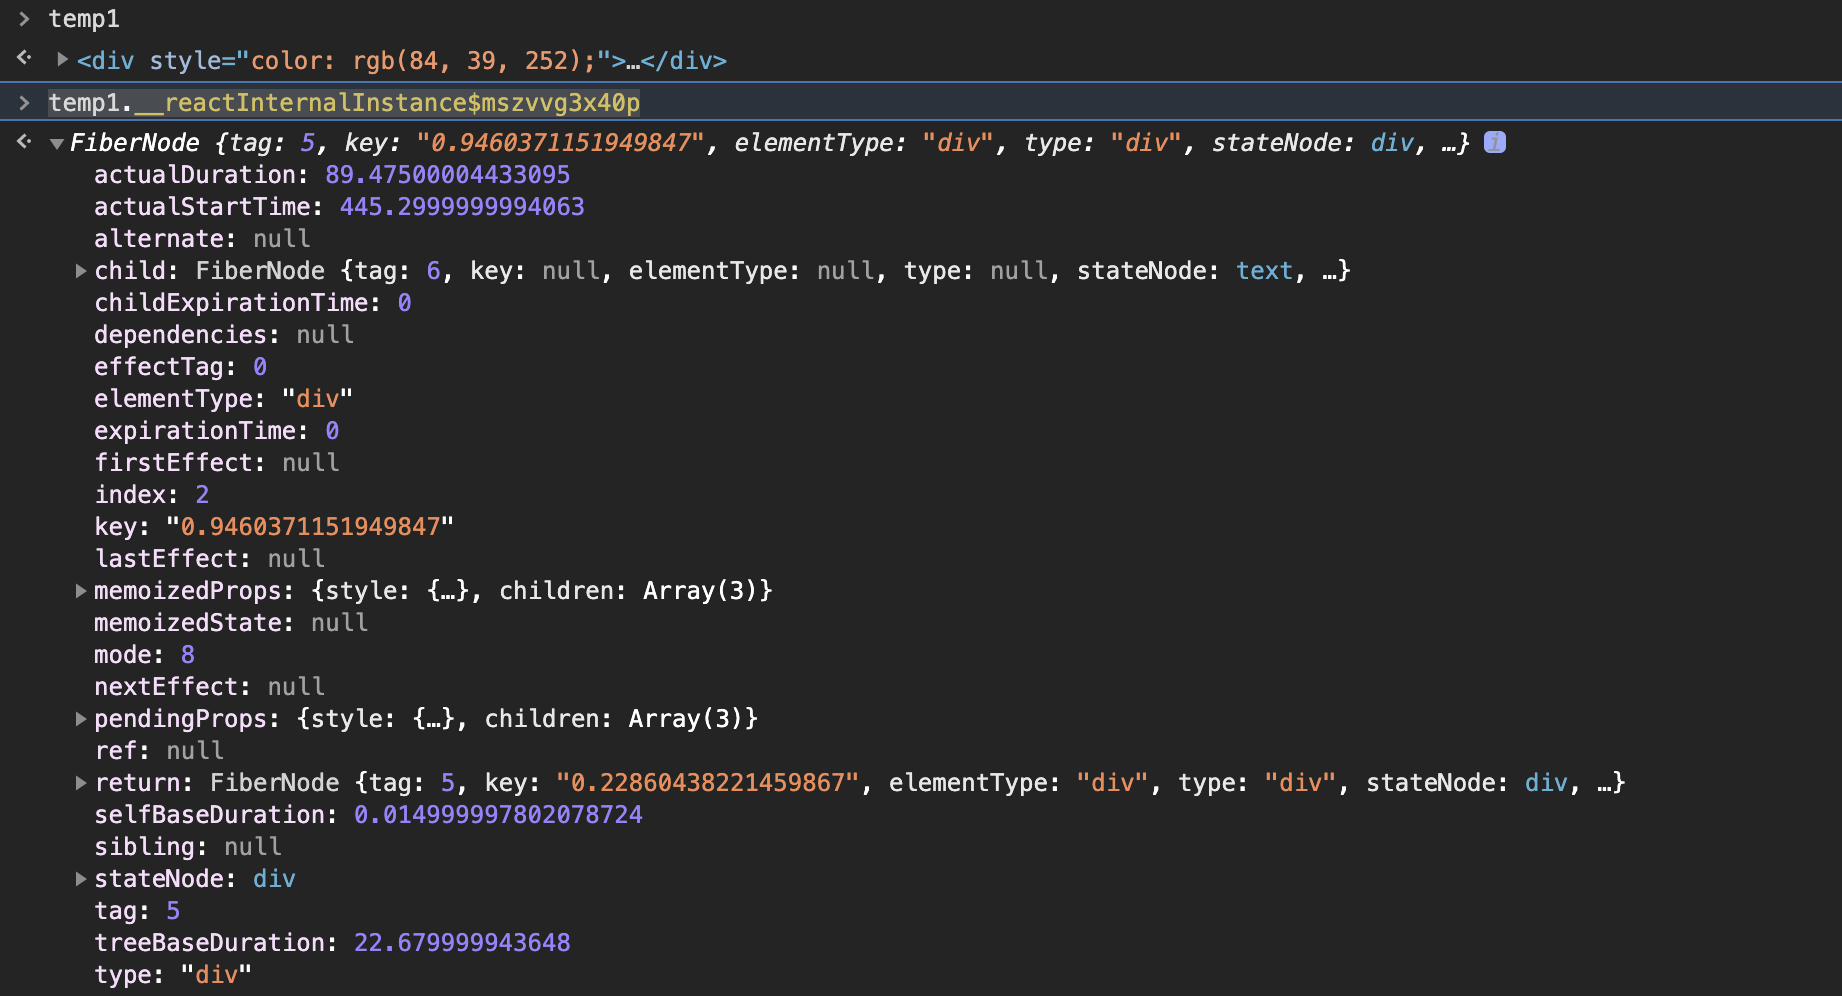 > temp1
<div style="color: rgb(84, 39, 252);">…</div>
> temp1.__reactInternalInstance$mszvvg3x40p
FiberNode {tag: 5, key: "0.9460371151949847", elementType: "div", type: "div", stateNode: div, …} i
actualDuration: 89.47500004433095
actualStartTime: 445.2999999994063
alternate: null
child: FiberNode {tag: 6, key: null, elementType: null, type: null, stateNode: text, …}
childExpirationTime: 0
dependencies: null
effectTag: 0
elementType: "div"
expirationTime: 0
firstEffect: null
index: 2
key: "0.9460371151949847"
lastEffect: null
memoizedProps: {style: {…}, children: Array(3)}
memoizedState: null
mode: 8
nextEffect: null
pendingProps: {style: {…}, children: Array(3)}
ref: null
return: FiberNode {tag: 5, key: "0.22860438221459867", elementType: "div", type: "div", stateNode: div, …}
selfBaseDuration: 0.014999997802078724
sibling: null
stateNode: div
tag: 5
treeBaseDuration: 22.679999943648
type: "div"